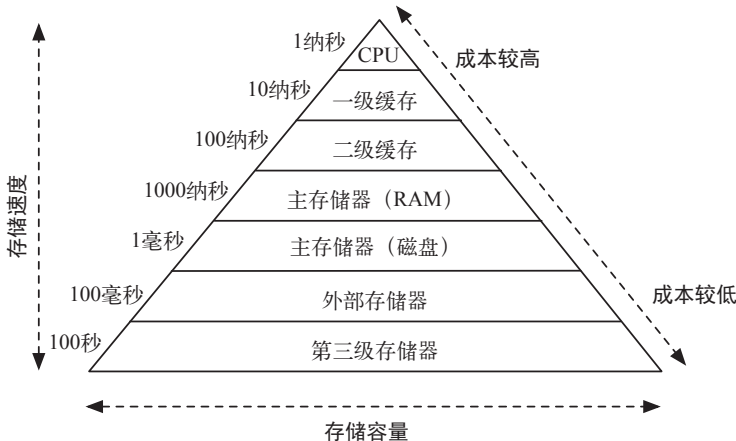 1纳秒
CPU
成本较高
10纳秒
一级缓存
100纳秒
二级缓存
1000纳秒
主存储器（RAM）
存储速度
1毫秒
主存储器（磁盘）
100毫秒
外部存储器
成本较低
100秒
第三级存储器
存储容量